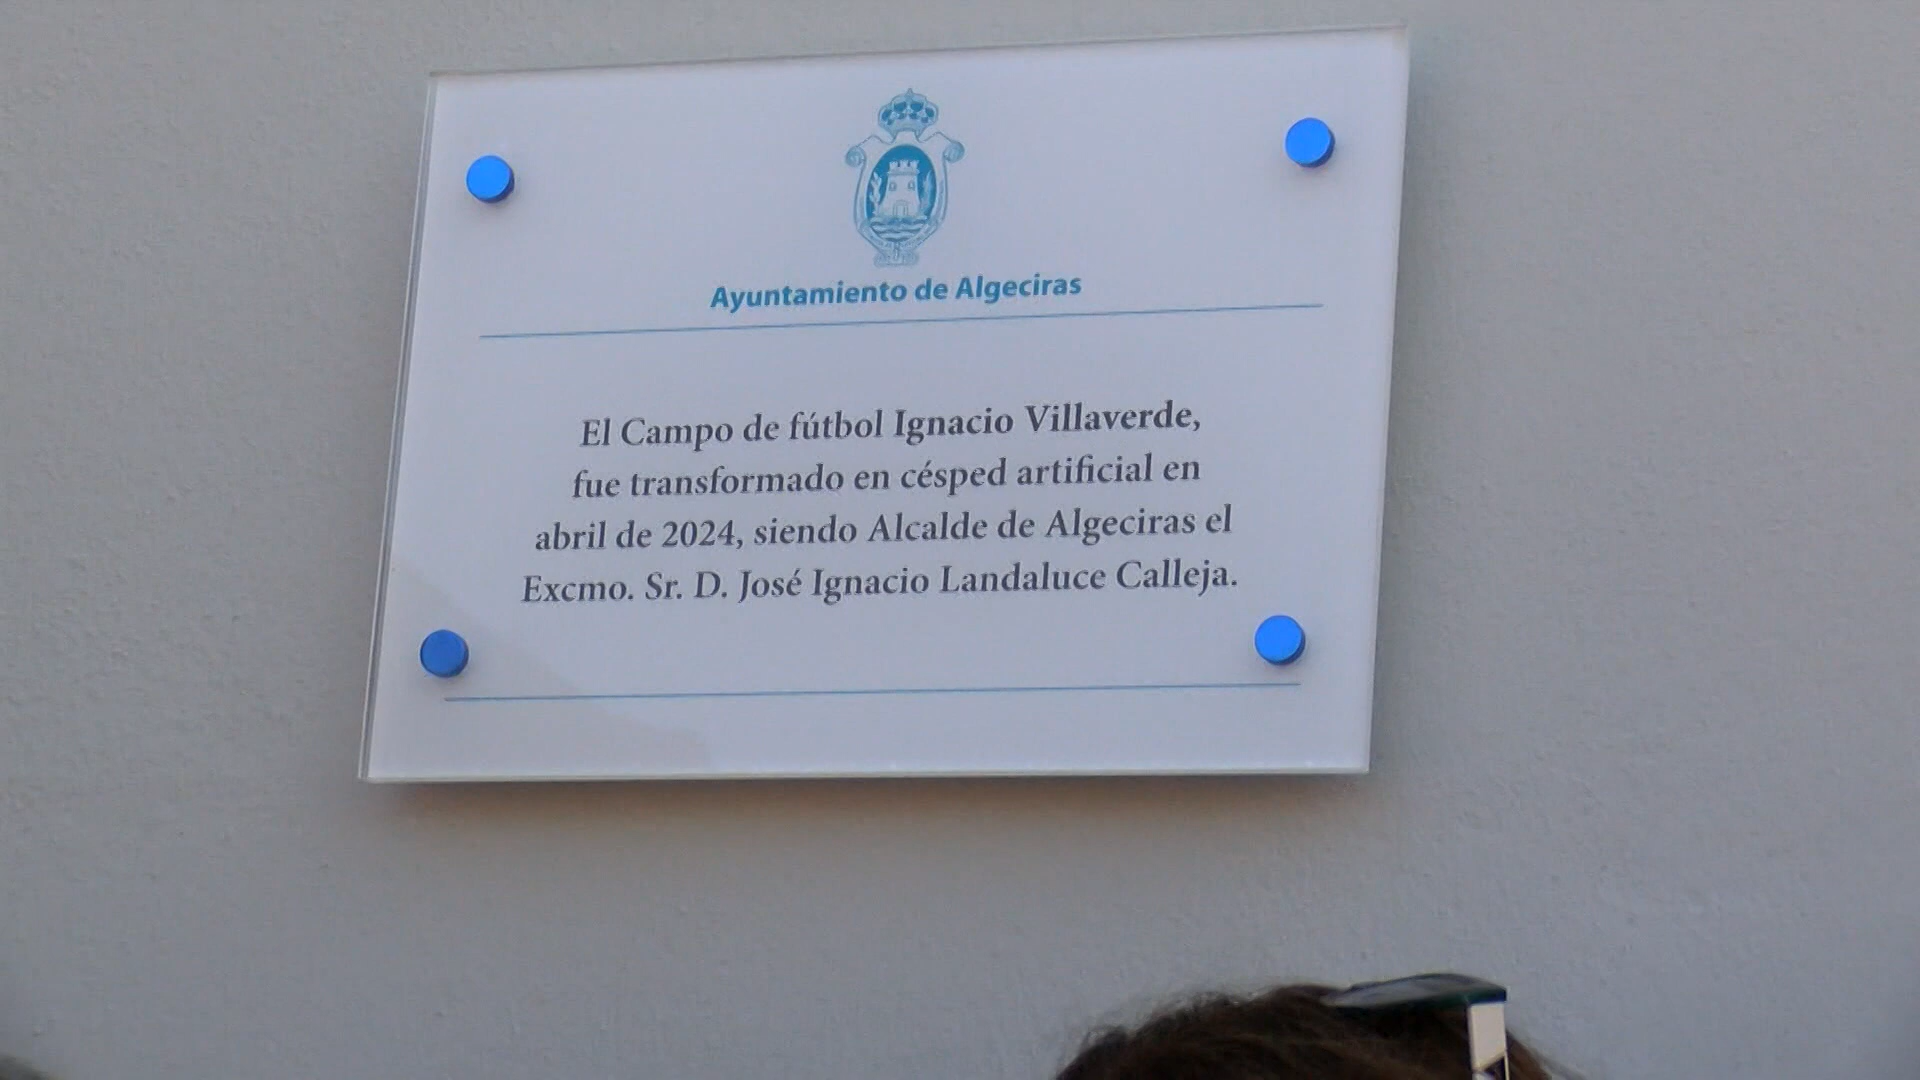 Ayuntamiento de Algeciras
El Campo de fútbol Ignacio Villaverde,
fue transformado en césped artificial en
abril de 2024, siendo Alcalde de Algeciras el
Excmo. Sr. D. José Ignacio Landaluce Calleja.